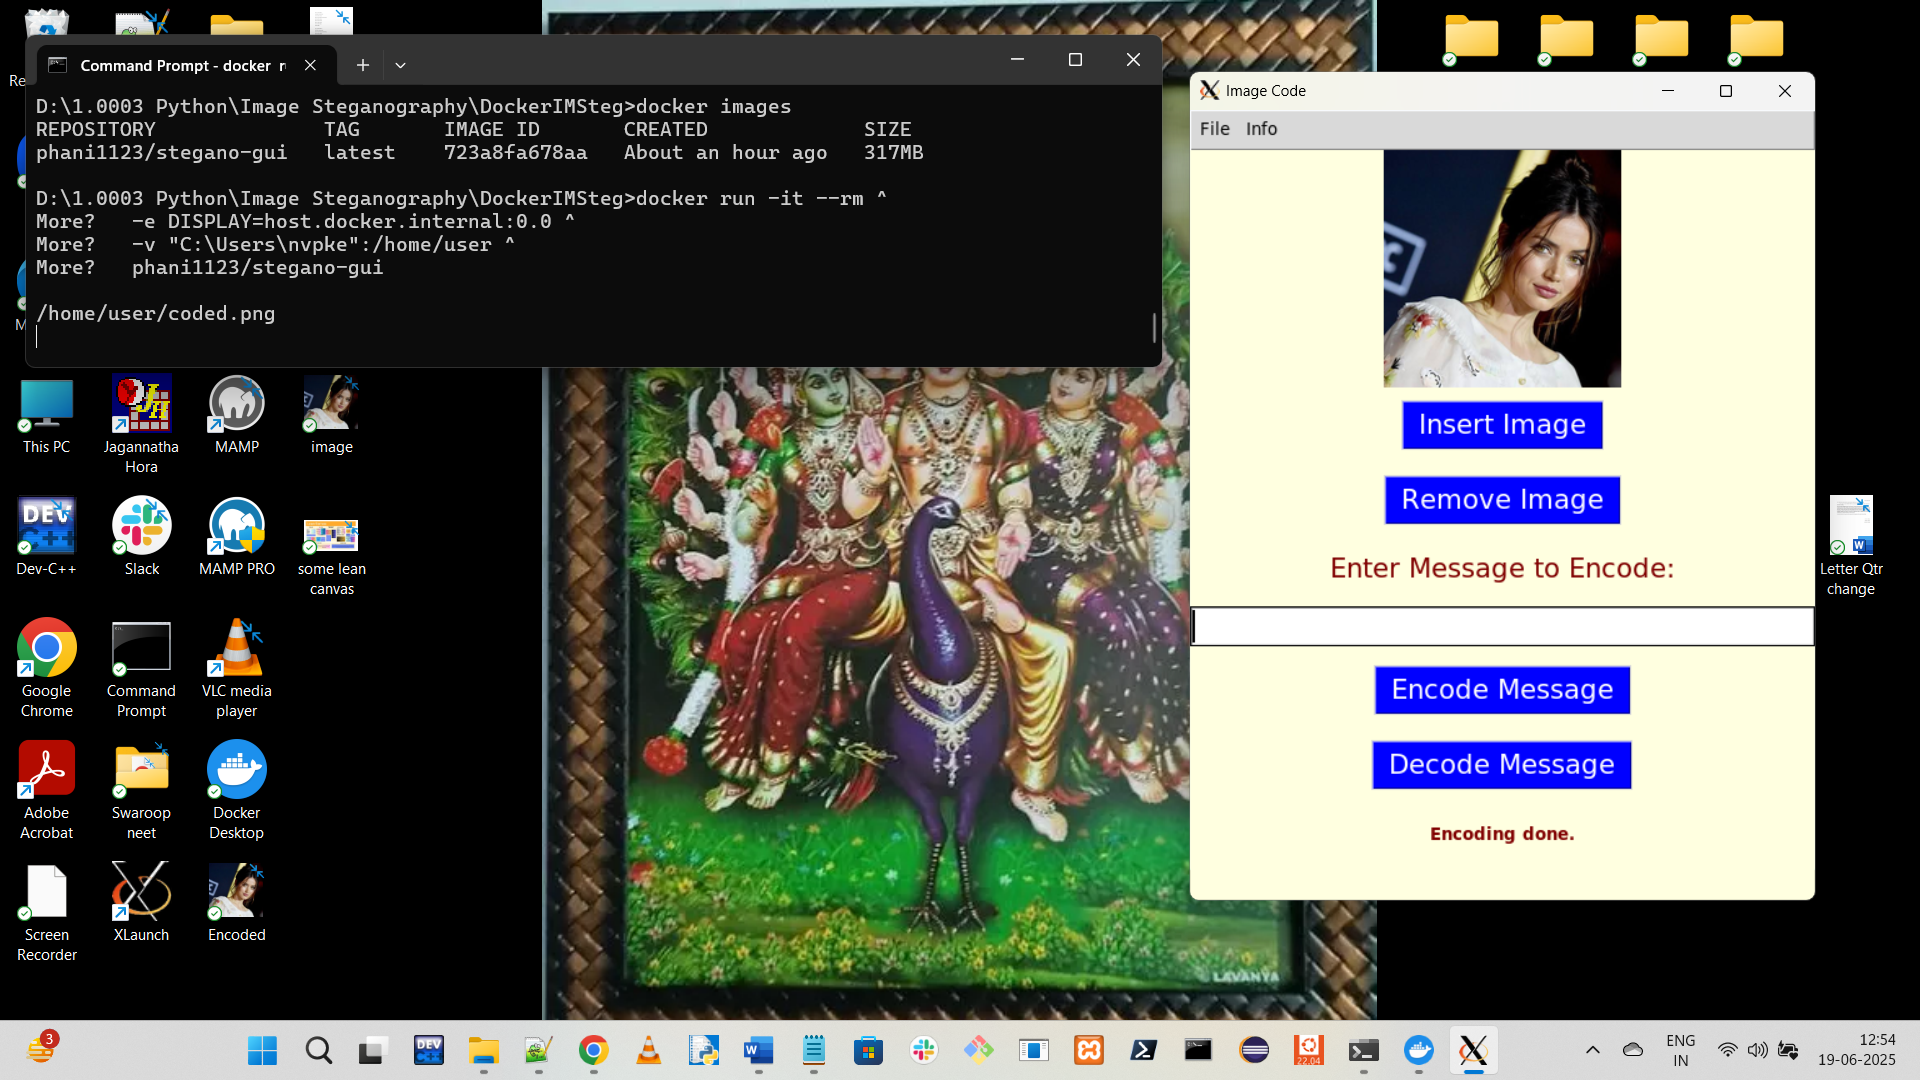 Command Prompt - docker r
D:\1.0003 Python\Image Steganography\DockerIMSteg>docker images
REPOSITORY TAG IMAGE ID CREATED SIZE
phani1123/stegano-gui latest 723a8fa678aa About an hour ago 317MB
D:\1.0003 Python\Image Steganography\DockerIMSteg>docker run -it --rm ^
More? -e DISPLAY=host.docker.internal:0.0 ^
More? -v "C:\Users\nvpke":/home/user ^
More? phani1123/stegano-gui
/home/user/coded.png
Image Code
File Info
Insert Image
Remove Image
Enter Message to Encode:
Encode Message
Decode Message
Encoding done.
Re
M
This PC
Jagannatha
Hora
MAMP
image
DEV
C++
Dev-C++
Slack
MAMP PRO
some lean
canvas
Google
Chrome
Command
Prompt
VLC media
player
Adobe
Acrobat
Swaroop
neet
Docker
Desktop
Screen
Recorder
XLaunch
Encoded
Letter Qtr
change
LAVANYA
3
DEV
22.04
ENG
IN
12:54
19-06-2025